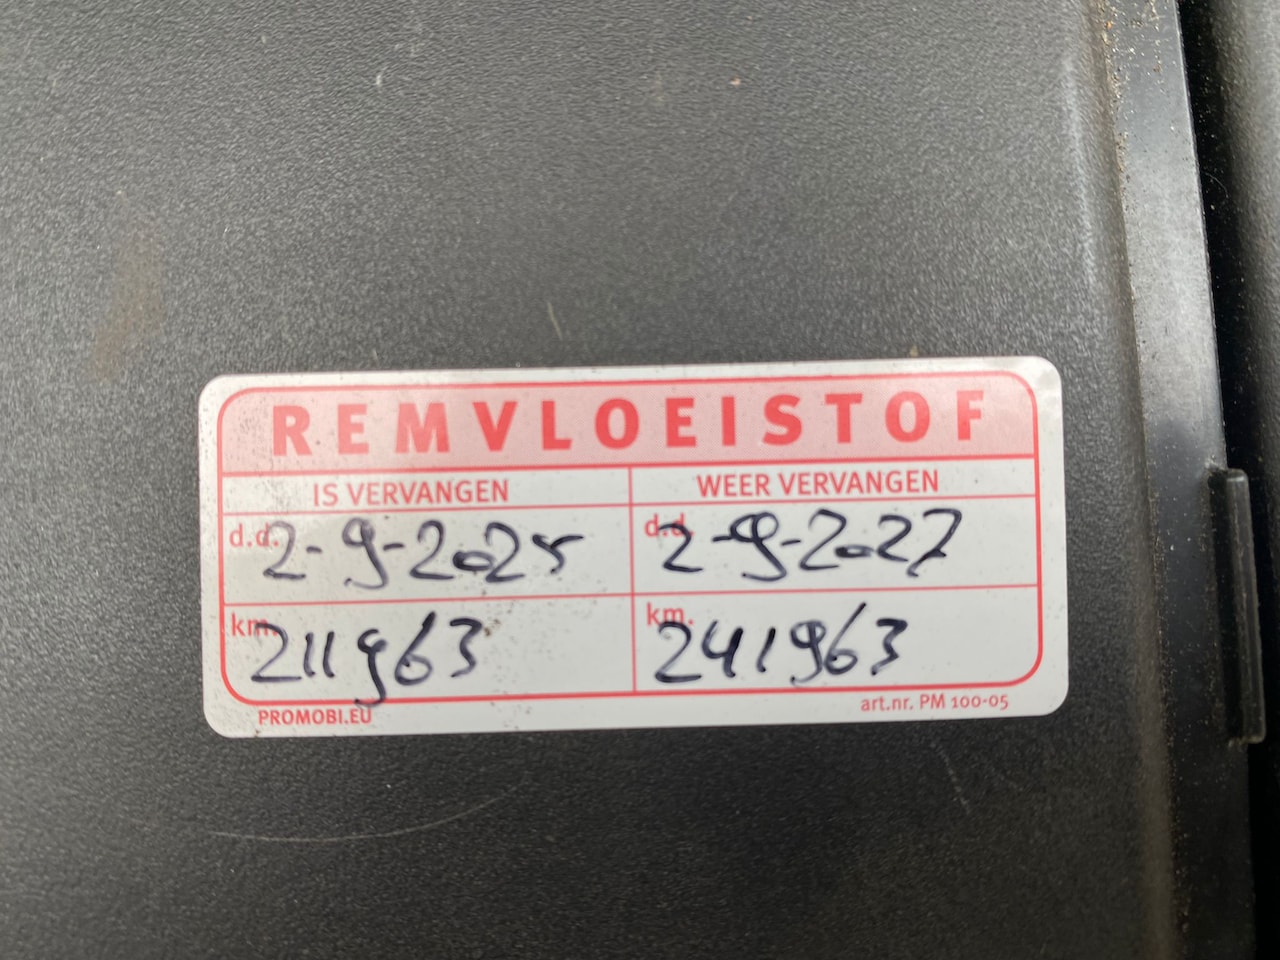 REMVLOEISTOF
IS VERVANGEN WEER VERVANGEN
d.d. 2-9-2025 d.d. 2-9-2027
km. 211963 km. 241963
PROMOBI.EU art.nr. PM 100-05